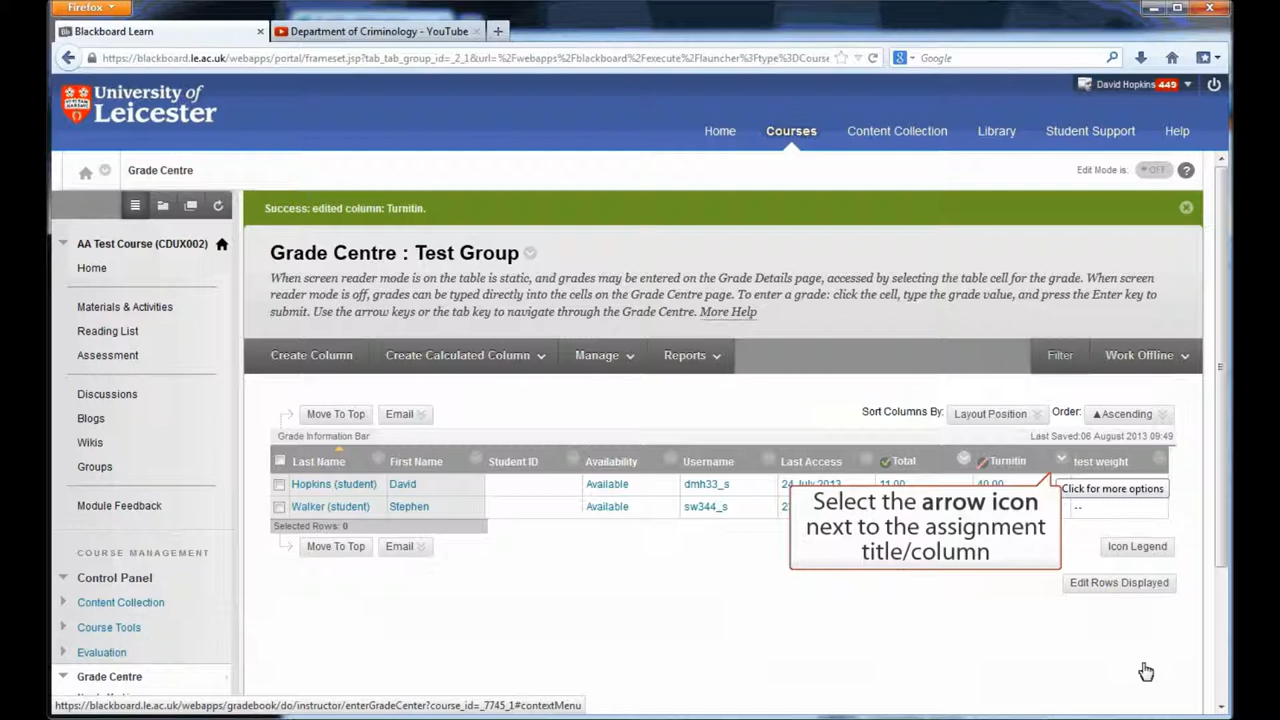 Firefox
Blackboard Learn
Department of Criminology - YouTube
https://blackboard.le.ac.uk/webapps/portal/frameset.jsp?tab_tab_group_id=_2_1&url=%2Fwebapps%2Fblackboard%2Fexecute%2Flauncher%3Ftype%3DCourse
Google
University of
Leicester
David Hopkins 449
Home Courses Content Collection Library Student Support Help
Grade Centre
Edit Mode is: OFF ?
Success: edited column: Turnitin.
AA Test Course (CDUX002)
Home
Materials & Activities
Reading List
Assessment
Discussions
Blogs
Wikis
Groups
Module Feedback
COURSE MANAGEMENT
Control Panel
Content Collection
Course Tools
Evaluation
Grade Centre
Grade Centre : Test Group
When screen reader mode is on the table is static, and grades may be entered on the Grade Details page, accessed by selecting the table cell for the grade. When screen
reader mode is off, grades can be typed directly into the cells on the Grade Centre page. To enter a grade: click the cell, type the grade value, and press the Enter key to
submit. Use the arrow keys or the tab key to navigate through the Grade Centre. More Help
Create Column Create Calculated Column Manage Reports Filter Work Offline
Move To Top Email Sort Columns By: Layout Position Order: ▲Ascending
Grade Information Bar Last Saved:06 August 2013 09:49
Last Name First Name Student ID Availability Username Last Access Total Turnitin test weight
Hopkins (student) David Available dmh33_s 24 July 2013 11.00 40.00
Walker (student) Stephen Available sw344_s --
Click for more options
Select the arrow icon
next to the assignment
title/column
Selected Rows: 0
Move To Top Email Icon Legend
Edit Rows Displayed
https://blackboard.le.ac.uk/webapps/gradebook/do/instructor/enterGradeCenter?course_id=_7745_1#contextMenu